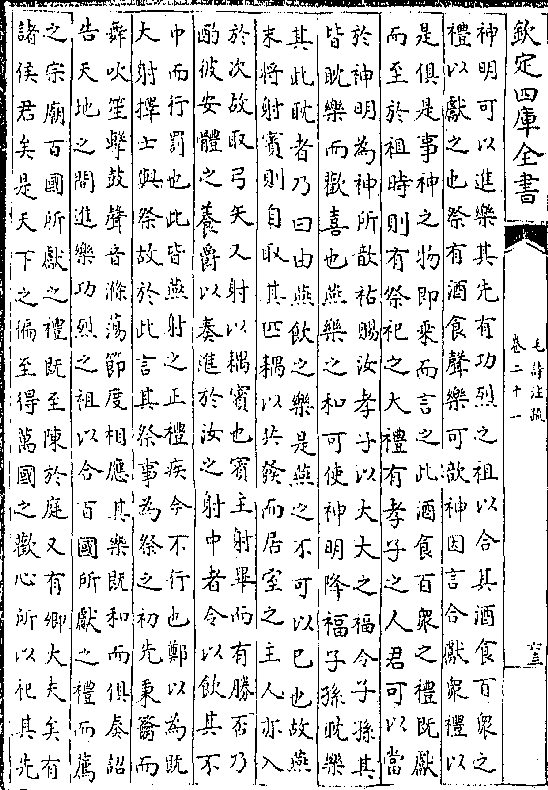 欽定四庫全書
毛詩注疏
卷二十一
神明可以進樂其先有功烈之祖以合其酒食百衆之
禮以獻之也祭有酒食聲樂可歆神因言合獻衆禮以
是俱是事神之物即乘而言之此酒食百衆之禮既獻
而至於祖時則有祭祀之大禮有孝子之人君可以當
於神明為神所歆祐賜汝孝子以大大之福令子孫其
皆耽樂而歡喜也燕樂之和可使神明降福子孫耽樂
其此耽者乃曰由燕飲之樂是燕之不可以已也故燕
末將射賓則自取其匹耦以共發而居室之主人亦入
於次故取弓矢又射以耦賓也賓主射畢而有勝否乃
酌彼安體之養爵以奏進於汝之射中者令以飲其不
中而行罰也此皆燕射之正禮疾今不行也鄭以為既
大射擇士與祭故於此言其祭事為祭之初先秉籥而
舞吹笙擊鼓聲音滌蕩節度相應其樂既和而俱奏詔
告天地之間進樂功烈之祖以合百國所獻之禮而薦
之宗廟百國所獻之禮既至陳於庭又有卿大夫矣有
諸侯君矣是天下之徧至得萬國之歡心所以祀其先